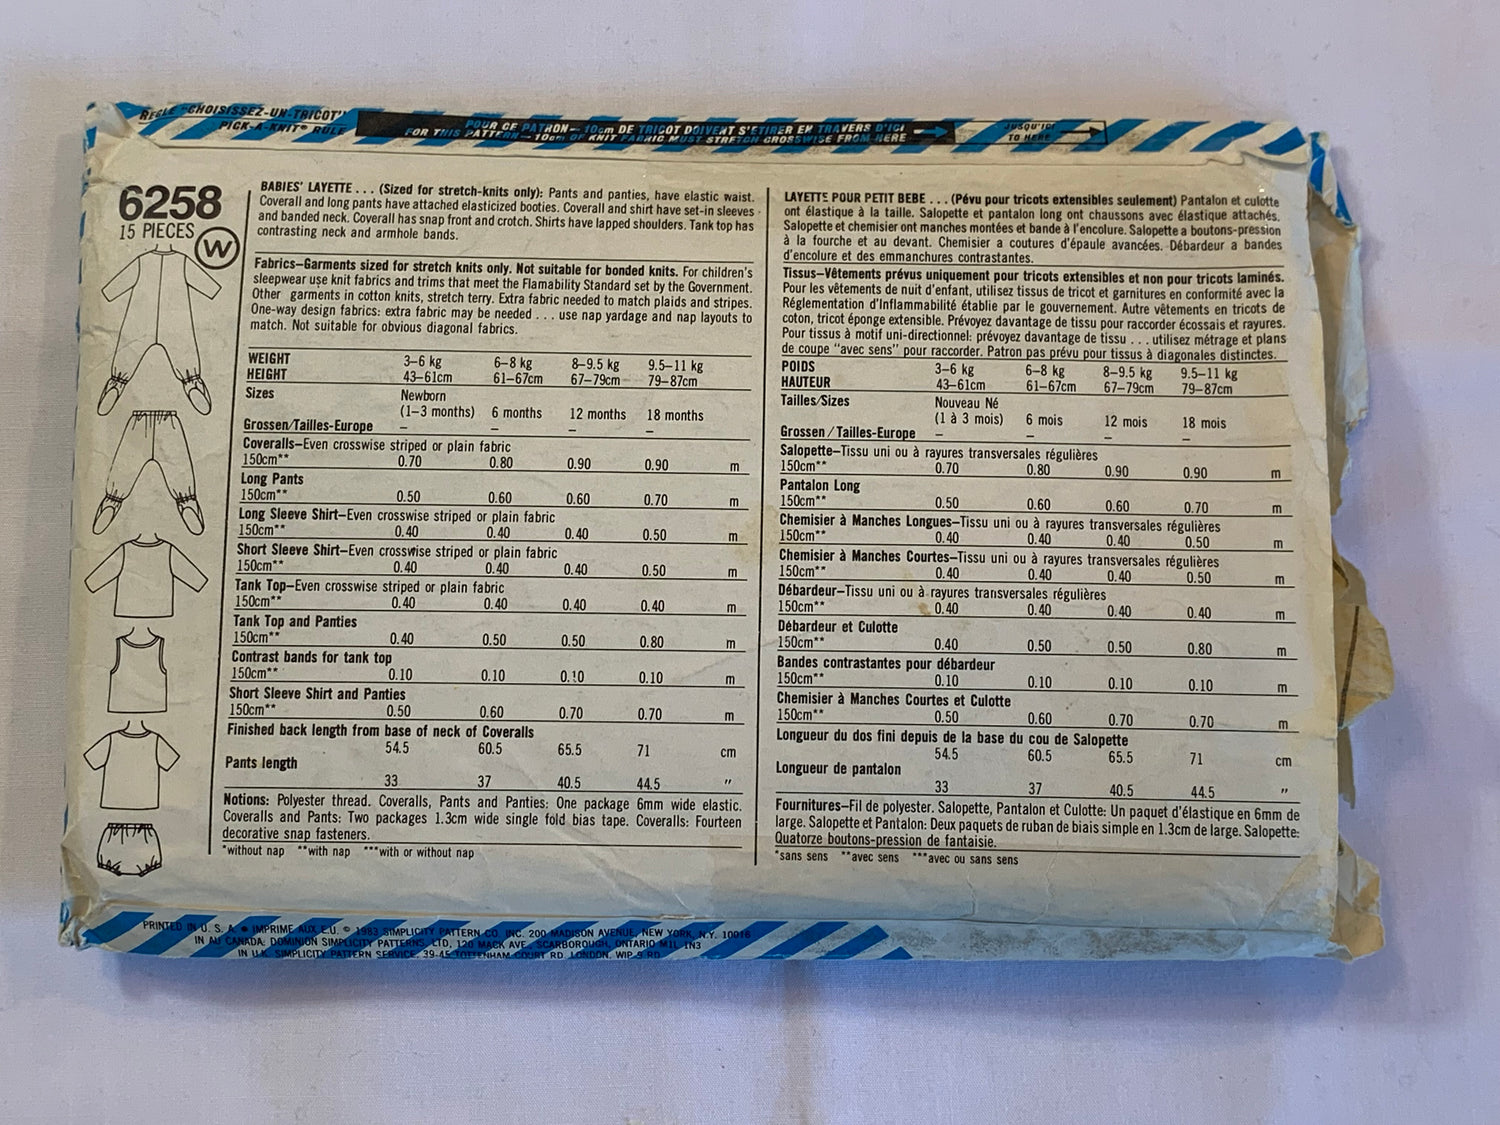 RÈGLE "CHOISISSEZ-UN-TRICOT"
PICK-A-KNIT® RULE
POUR CE PATRON—10cm DE TRICOT DOIVENT S'ETIRER EN TRAVERS D'ICI
FOR THIS PATTERN—10cm OF KNIT FABRIC MUST STRETCH CROSSWISE FROM HERE
JUSQU'ICI
TO HERE
6258
15 PIECES
W
BABIES' LAYETTE . . . (Sized for stretch-knits only): Pants and panties, have elastic waist.
Coverall and long pants have attached elasticized booties. Coverall and shirt have set-in sleeves
and banded neck. Coverall has snap front and crotch. Shirts have lapped shoulders. Tank top has
contrasting neck and armhole bands.
Fabrics—Garments sized for stretch knits only. Not suitable for bonded knits. For children's
sleepwear use knit fabrics and trims that meet the Flamability Standard set by the Government.
Other garments in cotton knits, stretch terry. Extra fabric needed to match plaids and stripes.
One-way design fabrics: extra fabric may be needed . . . use nap yardage and nap layouts to
match. Not suitable for obvious diagonal fabrics.
WEIGHT 3–6 kg 6–8 kg 8–9.5 kg 9.5–11 kg
HEIGHT 43–61cm 61–67cm 67–79cm 79–87cm
Sizes Newborn
(1–3 months) 6 months 12 months 18 months
Grossen/Tailles-Europe – – – –
Coveralls—Even crosswise striped or plain fabric
150cm** 0.70 0.80 0.90 0.90 m
Long Pants
150cm** 0.50 0.60 0.60 0.70 m
Long Sleeve Shirt—Even crosswise striped or plain fabric
150cm** 0.40 0.40 0.40 0.50 m
Short Sleeve Shirt—Even crosswise striped or plain fabric
150cm** 0.40 0.40 0.40 0.50 m
Tank Top—Even crosswise striped or plain fabric
150cm** 0.40 0.40 0.40 0.40 m
Tank Top and Panties
150cm** 0.40 0.50 0.50 0.80 m
Contrast bands for tank top
150cm** 0.10 0.10 0.10 0.10 m
Short Sleeve Shirt and Panties
150cm** 0.50 0.60 0.70 0.70 m
Finished back length from base of neck of Coveralls
54.5 60.5 65.5 71 cm
Pants length
33 37 40.5 44.5 "
Notions: Polyester thread. Coveralls, Pants and Panties: One package 6mm wide elastic.
Coveralls and Pants: Two packages 1.3cm wide single fold bias tape. Coveralls: Fourteen
decorative snap fasteners.
*without nap **with nap ***with or without nap
LAYETTE POUR PETIT BEBE . . . (Pévu pour tricots extensibles seulement) Pantalon et culotte
ont élastique à la taille. Salopette et pantalon long ont chaussons avec élastique attachés.
Salopette et chemisier ont manches montées et bande à l'encolure. Salopette a boutons-pression
à la fourche et au devant. Chemisier a coutures d'épaule avancées. Débardeur a bandes
d'encolure et des emmanchures contrastantes.
Tissus—Vêtements prévus uniquement pour tricots extensibles et non pour tricots laminés.
Pour les vêtements de nuit d'enfant, utilisez tissus de tricot et garnitures en conformité avec la
Réglementation d'Inflammabilité établie par le gouvernement. Autre vêtements en tricots de
coton, tricot éponge extensible. Prévoyez davantage de tissu pour raccorder écossais et rayures.
Pour tissus à motif uni-directionnel: prévoyez davantage de tissu . . . utilisez métrage et plans
de coupe "avec sens" pour raccorder. Patron pas prévu pour tissus à diagonales distinctes.
POIDS 3–6 kg 6–8 kg 8–9.5 kg 9.5–11 kg
HAUTEUR 43–61cm 61–67cm 67–79cm 79–87cm
Tailles/Sizes Nouveau Né
(1 à 3 mois) 6 mois 12 mois 18 mois
Grossen/Tailles-Europe – – – –
Salopette—Tissu uni ou à rayures transversales régulières
150cm** 0.70 0.80 0.90 0.90 m
Pantalon Long
150cm** 0.50 0.60 0.60 0.70 m
Chemisier à Manches Longues—Tissu uni ou à rayures transversales régulières
150cm** 0.40 0.40 0.40 0.50 m
Chemisier à Manches Courtes—Tissu uni ou à rayures transversales régulières
150cm** 0.40 0.40 0.40 0.50 m
Débardeur—Tissu uni ou à rayures transversales régulières
150cm** 0.40 0.40 0.40 0.40 m
Débardeur et Culotte
150cm** 0.40 0.50 0.50 0.80 m
Bandes contrastantes pour débardeur
150cm** 0.10 0.10 0.10 0.10 m
Chemisier à Manches Courtes et Culotte
150cm** 0.50 0.60 0.70 0.70 m
Longueur du dos fini depuis de la base du cou de Salopette
54.5 60.5 65.5 71 cm
Longueur de pantalon
33 37 40.5 44.5 "
Fournitures—Fil de polyester. Salopette, Pantalon et Culotte: Un paquet d'élastique en 6mm de
large. Salopette et Pantalon: Deux paquets de ruban de biais simple en 1.3cm de large. Salopette:
Quatorze boutons-pression de fantaisie.
*sans sens **avec sens ***avec ou sans sens
PRINTED IN U. S. A. • IMPRIME AUX E.U. © 1983 SIMPLICITY PATTERN CO. INC. 200 MADISON AVENUE, NEW YORK, N.Y. 10016
IN AU CANADA: DOMINION SIMPLICITY PATTERNS, LTD, 120 MACK AVE., SCARBOROUGH, ONTARIO M1L 1N3
IN U.K. SIMPLICITY PATTERN SERVICE, 39-45 TOTTENHAM COURT RD. LONDON, WIP 9 RD